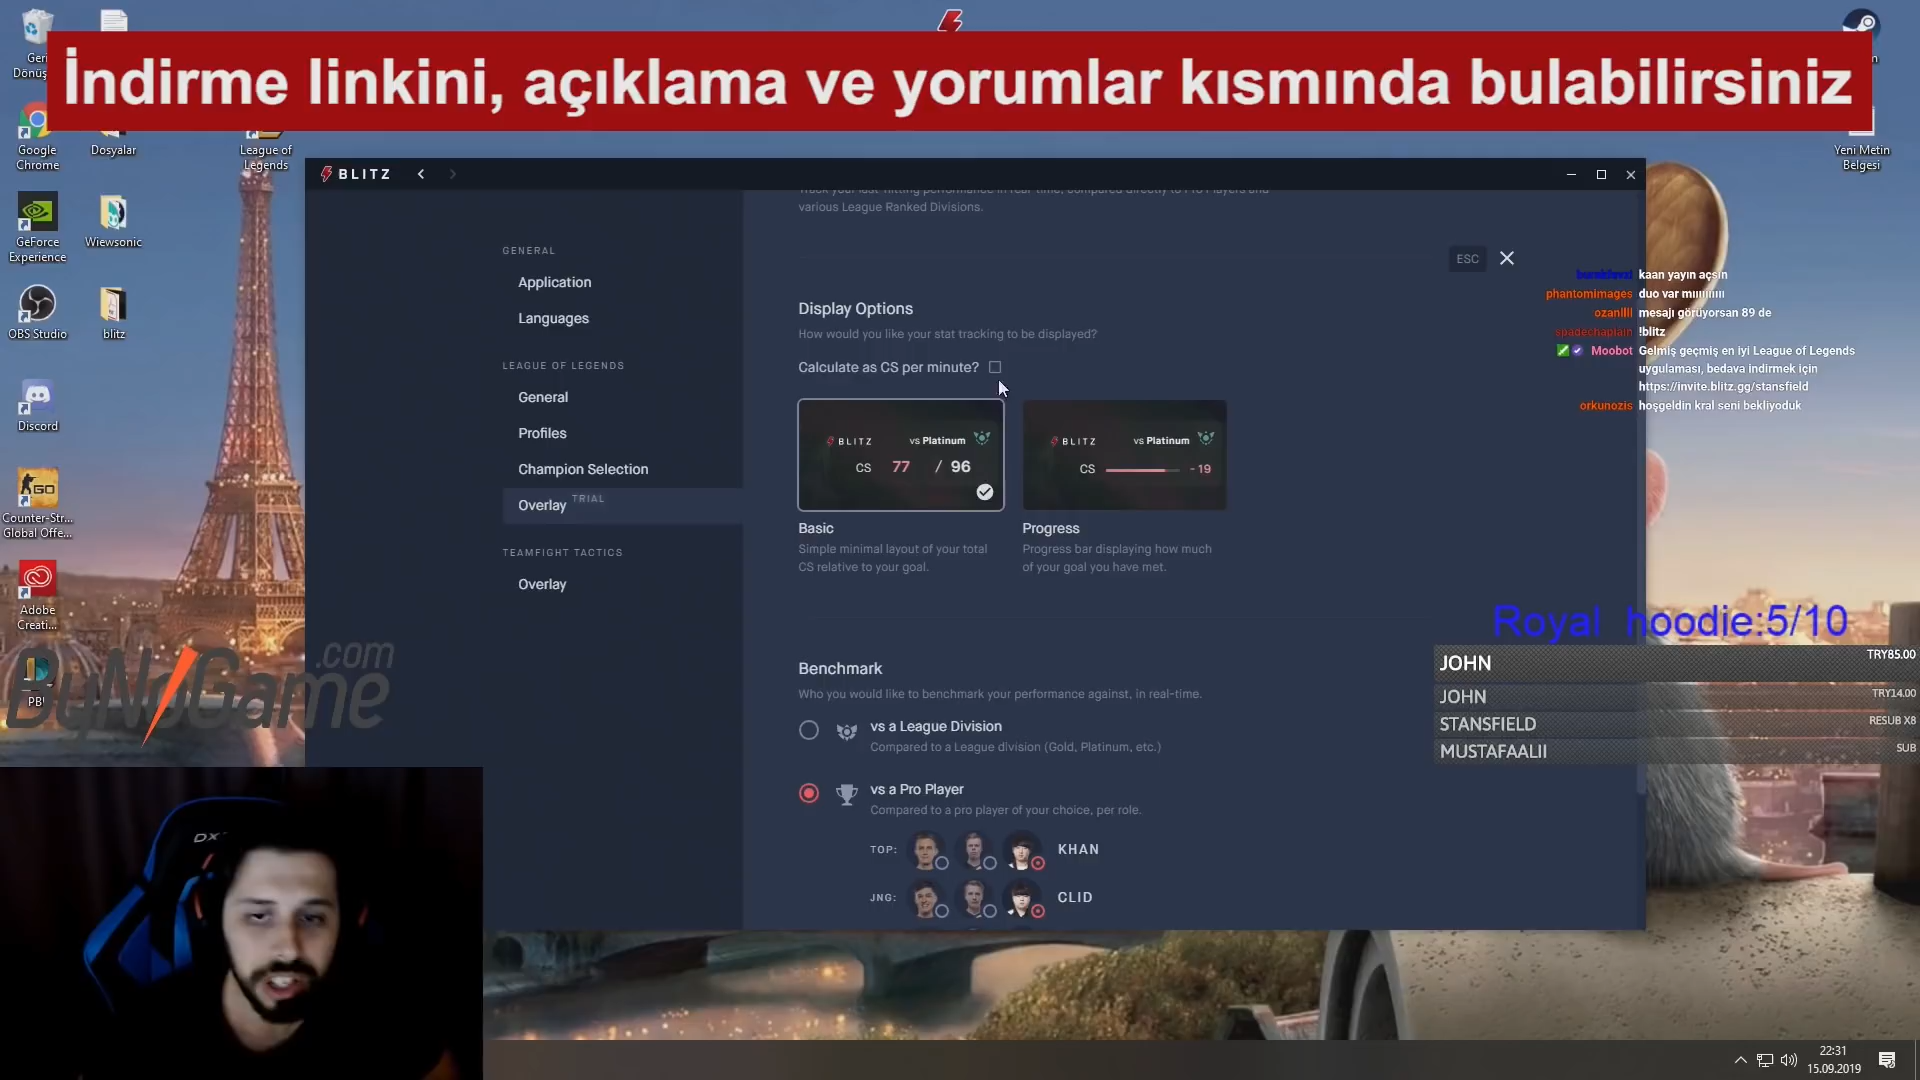 İndirme linkini, açıklama ve yorumlar kısmında bulabilirsiniz
Google
Chrome
Dosyalar
League of
Legends
Yeni Metin
Belgesi
GeForce
Experience
Wiewsonic
OBS Studio
blitz
Discord
Counter-Str...
Global Offe...
Adobe
Creati...
ByNoGame
.com
BLITZ
various League Ranked Divisions.
GENERAL
Application
Languages
LEAGUE OF LEGENDS
General
Profiles
Champion Selection
Overlay TRIAL
TEAMFIGHT TACTICS
Overlay
ESC
Display Options
How would you like your stat tracking to be displayed?
Calculate as CS per minute?
BLITZ vs Platinum
CS 77 / 96
BLITZ vs Platinum
CS -19
Basic
Simple minimal layout of your total
CS relative to your goal.
Progress
Progress bar displaying how much
of your goal you have met.
Benchmark
Who you would like to benchmark your performance against, in real-time.
vs a League Division
Compared to a League division (Gold, Platinum, etc.)
vs a Pro Player
Compared to a pro player of your choice, per role.
TOP: KHAN
JNG: CLID
kaan yayın açsın
phantomimages duo var mıııııııııı
ozanllll mesajı görüyorsan 89 de
spadechaplain !blitz
Moobot Gelmiş geçmiş en iyi League of Legends
uygulaması, bedava indirmek için
https://invite.blitz.gg/stansfield
orkunozis hoşgeldin kral seni bekliyoduk
Royal hoodie:5/10
JOHN TRY85.00
JOHN TRY14.00
STANSFIELD RESUB X8
MUSTAFAALII SUB
22:31
15.09.2019